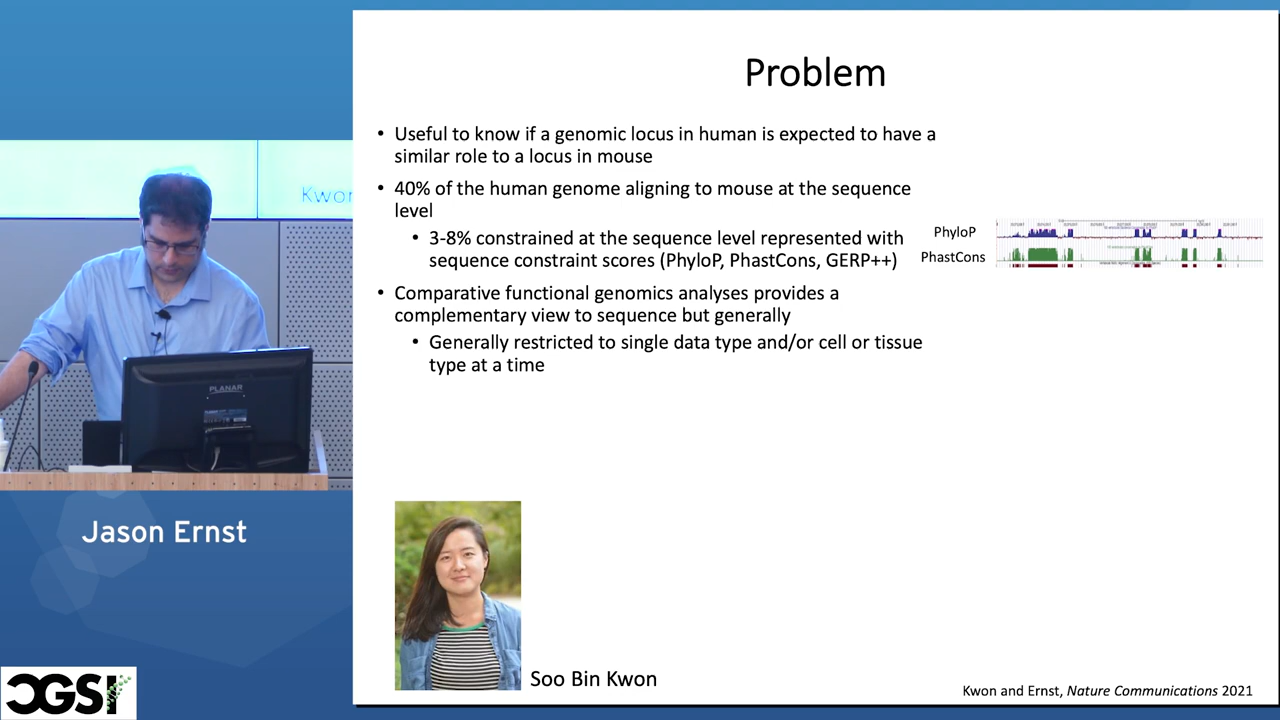 Problem
• Useful to know if a genomic locus in human is expected to have a
similar role to a locus in mouse
• 40% of the human genome aligning to mouse at the sequence
level
• 3-8% constrained at the sequence level represented with
sequence constraint scores (PhyloP, PhastCons, GERP++)
• Comparative functional genomics analyses provides a
complementary view to sequence but generally
• Generally restricted to single data type and/or cell or tissue
type at a time
PhyloP
PhastCons
Kwon
PLANAR
Jason Ernst
CGSI
Soo Bin Kwon
Kwon and Ernst, Nature Communications 2021